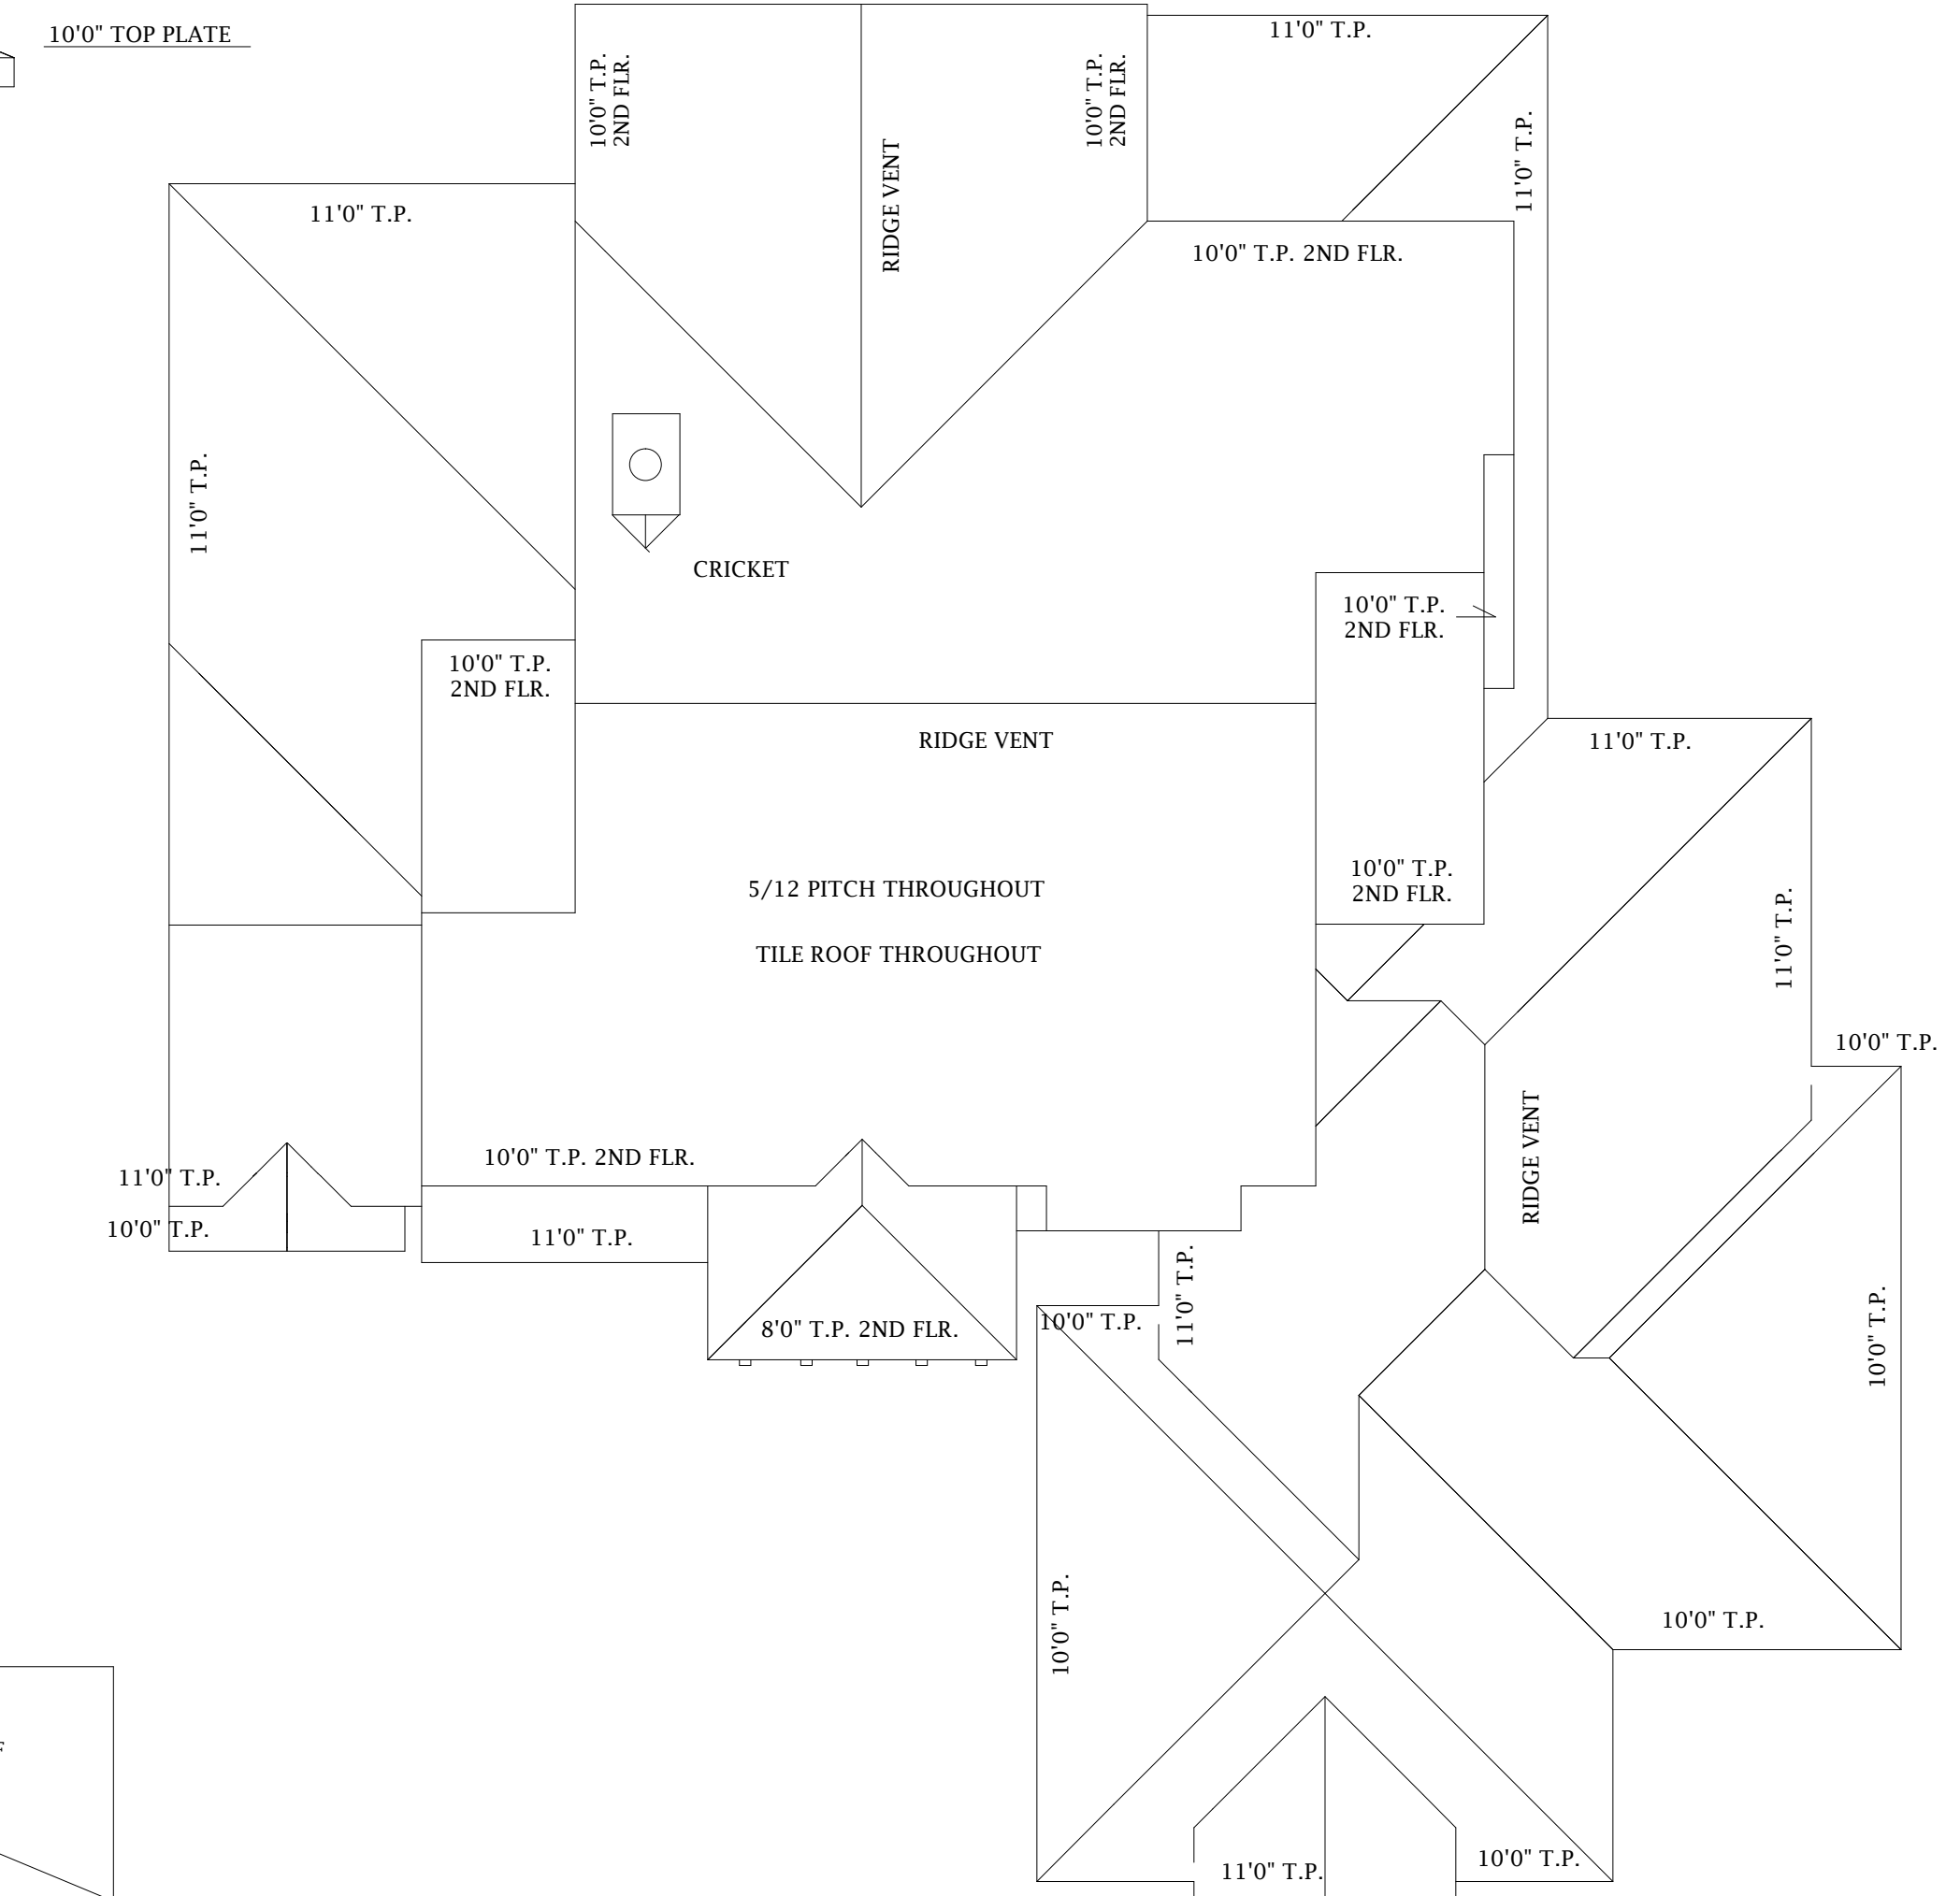 10'0" TOP PLATE
11'0" T.P.
10'0" T.P.
2ND FLR.
10'0" T.P.
2ND FLR.
11'0" T.P.
RIDGE VENT
11'0" T.P.
10'0" T.P. 2ND FLR.
11'0" T.P.
CRICKET
10'0" T.P.
2ND FLR.
10'0" T.P.
2ND FLR.
RIDGE VENT
11'0" T.P.
5/12 PITCH THROUGHOUT
10'0" T.P.
2ND FLR.
TILE ROOF THROUGHOUT
11'0" T.P.
10'0" T.P.
RIDGE VENT
10'0" T.P. 2ND FLR.
11'0" T.P.
10'0" T.P.
11'0" T.P.
11'0" T.P.
10'0" T.P.
8'0" T.P. 2ND FLR.
10'0" T.P.
10'0" T.P.
10'0" T.P.
F
11'0" T.P.
10'0" T.P.